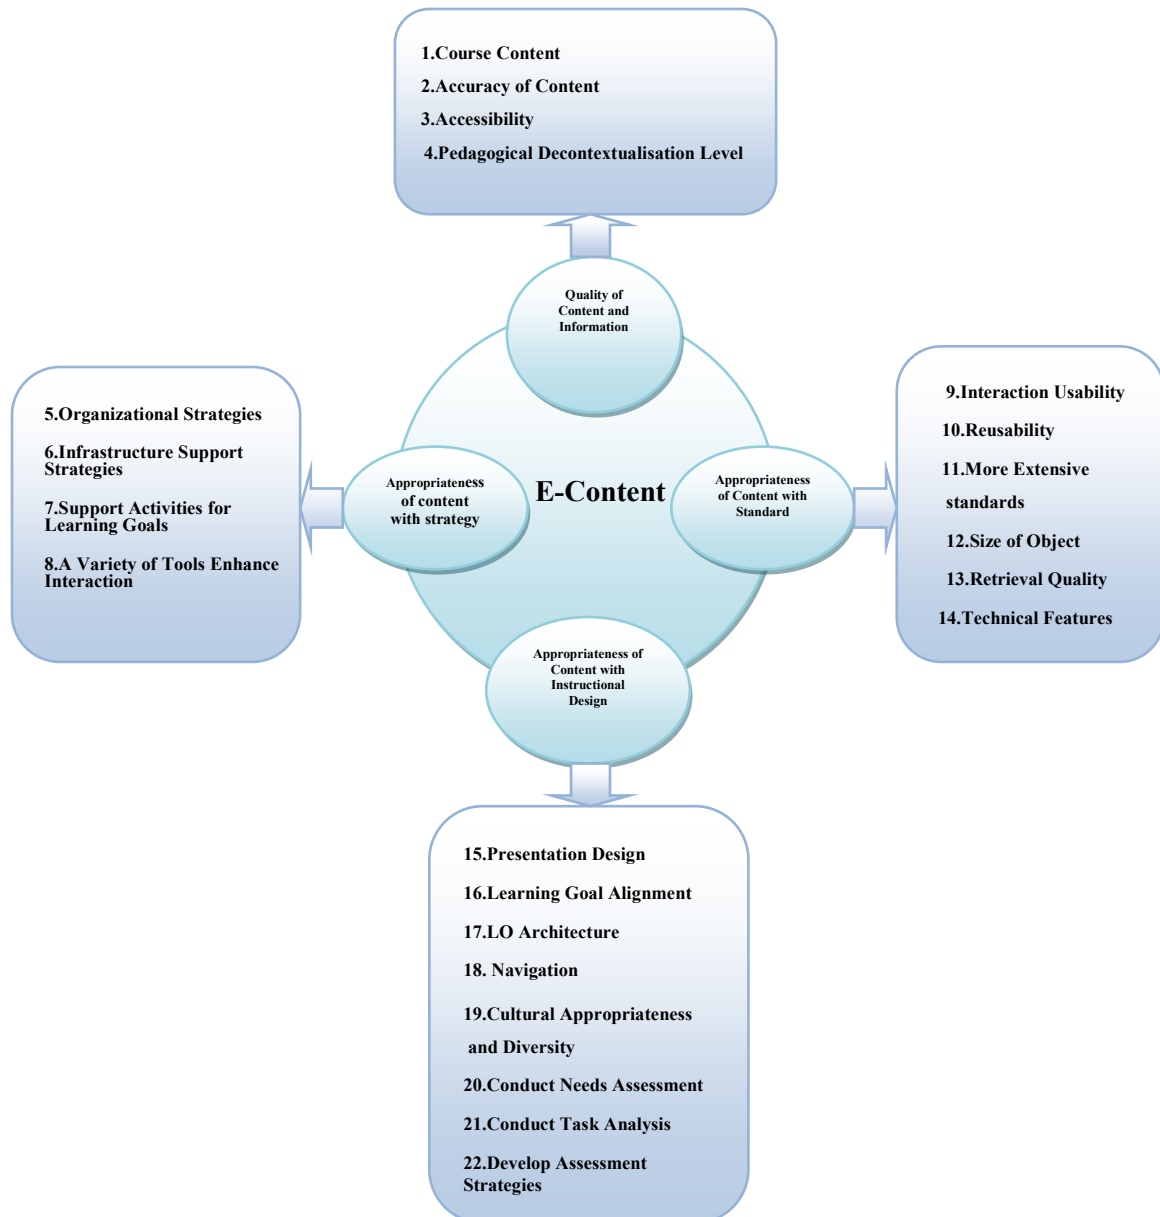 1.Course Content
2.Accuracy of Content
3.Accessibility
4.Pedagogical Decontextualisation Level
Quality of
Content and
Information
5.Organizational Strategies
6.Infrastructure Support
Strategies
7.Support Activities for
Learning Goals
8.A Variety of Tools Enhance
Interaction
Appropriateness
of content
with strategy
E-Content
Appropriateness
of Content with
Standard
9.Interaction Usability
10.Reusability
11.More Extensive
standards
12.Size of Object
13.Retrieval Quality
14.Technical Features
Appropriateness of
Content with
Instructional
Design
15.Presentation Design
16.Learning Goal Alignment
17.LO Architecture
18. Navigation
19.Cultural Appropriateness
and Diversity
20.Conduct Needs Assessment
21.Conduct Task Analysis
22.Develop Assessment
Strategies